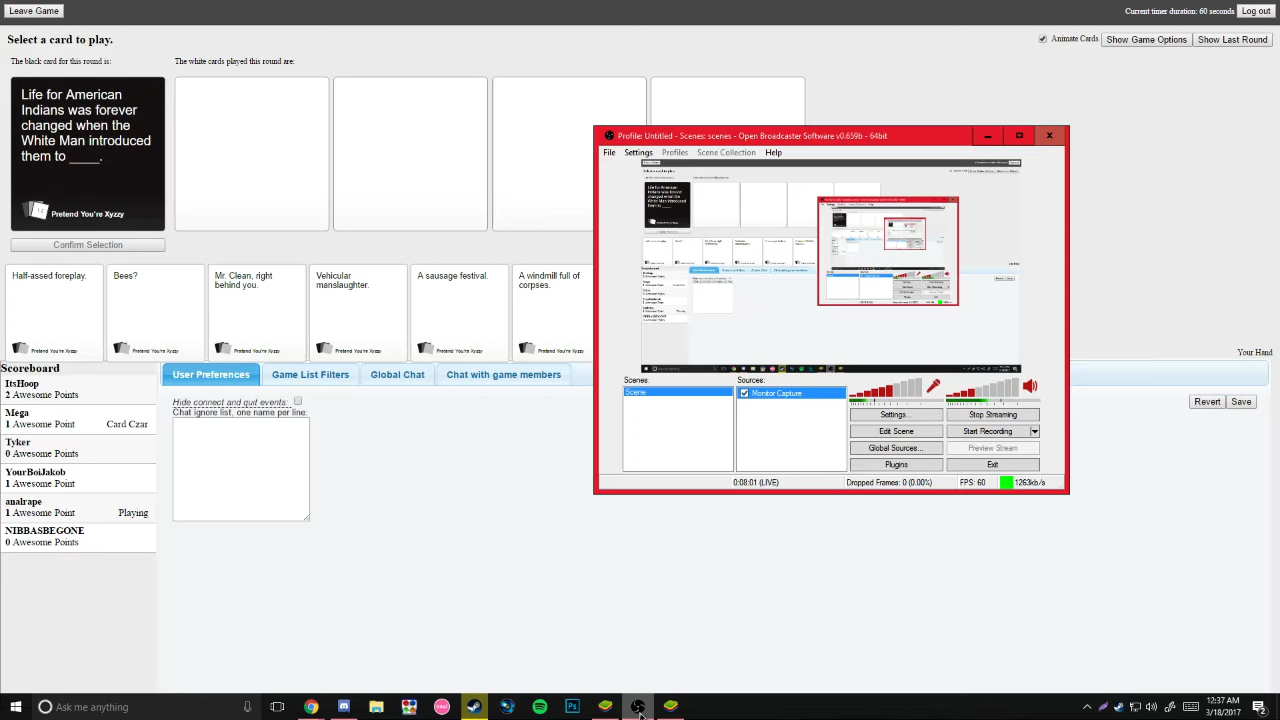 Leave Game
Current timer duration: 60 seconds
Log out
Select a card to play.
Animate Cards
Show Game Options
Show Last Round
The black card for this round is:
The white cards played this round are:
Life for American
Indians was forever
changed when the
White Man introduced
them to ____.
Pretend You're Xyzzy
Confirm Selection
Profile: Untitled - Scenes: scenes - Open Broadcaster Software v0.659b - 64bit
File Settings Profiles Scene Collection Help
Scenes:
Scene
Sources:
Monitor Capture
Settings...
Stop Streaming
Edit Scene
Start Recording
Global Sources...
Preview Stream
Plugins
Exit
0:08:01 (LIVE)
Dropped Frames: 0 (0.00%)
FPS: 60
1263kb/s
Bees?
Mr. Clean, right
behind you.
Vehicular
manslaughter.
A windmill full of
corpses.
Pretend You're Xyzzy
Pretend You're Xyzzy
Pretend You're Xyzzy
Pretend You're Xyzzy
Pretend You're Xyzzy
Your Hand
Scoreboard
2 Awesome Points
Mega
1 Awesome Point
Card Czar
Tyker
0 Awesome Points
YourBoiJakob
1 Awesome Point
analrape
1 Awesome Point
Playing
NIBBASBEGONE
0 Awesome Points
User Preferences
Game List Filters
Global Chat
Chat with game members
Hide connect and quit events:
Chat ignore list, one name per line:
Revert
Save
Ask me anything
12:37 AM
3/18/2017